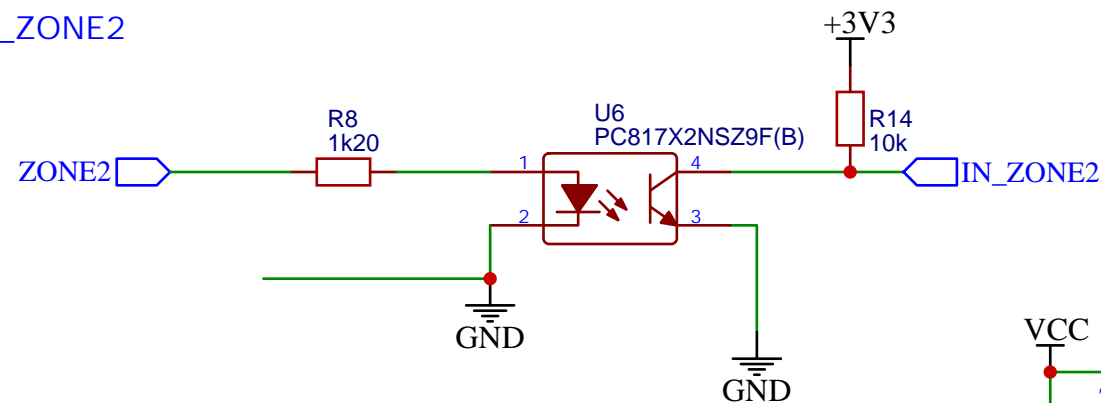 _ZONE2
+3V3
R8
1k20
U6
PC817X2NSZ9F(B)
R14
10k
ZONE2
1
4
IN_ZONE2
2
3
GND
VCC
GND